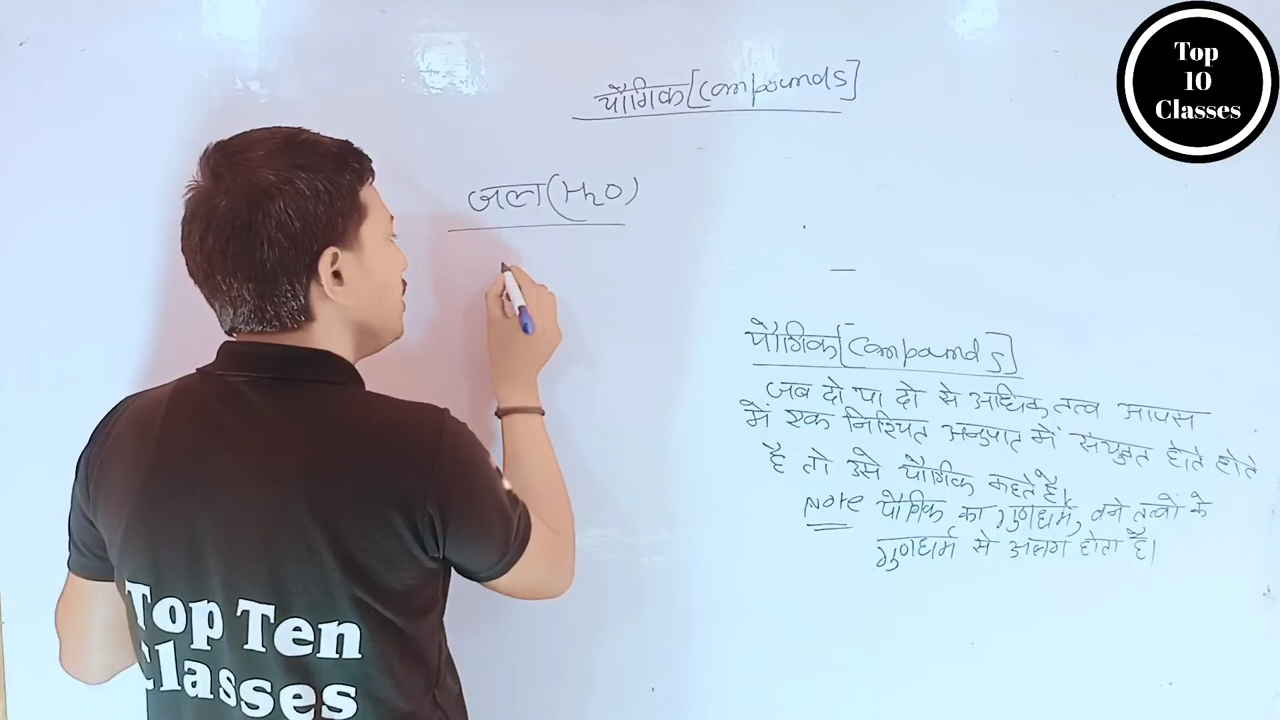 यौगिक[Compounds]
Top
10
Classes
जल(H2O)
यौगिक[Compounds]
जब दो या दो से अधिक तत्व आपस
मे एक निश्चित अनुपात में संयुक्त होते होते
है तो उसे यौगिक कहते है।
Note यौगिक का गुणधर्म, बने तत्वों के
गुणधर्म से अलग होता है।
Top Ten
Classes